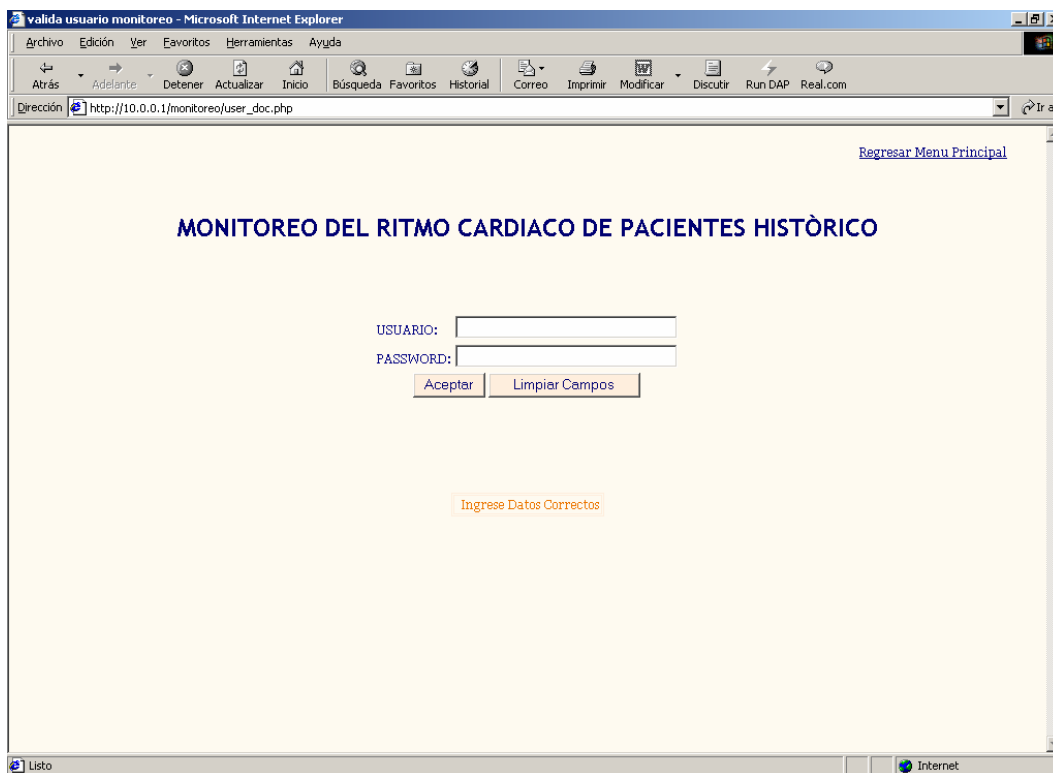 valida usuario monitoreo - Microsoft Internet Explorer
Archivo Edición Ver Favoritos Herramientas Ayuda
Atrás Adelante Detener Actualizar Inicio Búsqueda Favoritos Historial Correo Imprimir Modificar Discutir Run DAP Real.com
Dirección http://10.0.0.1/monitoreo/user_doc.php Ir a
Regresar Menu Principal
MONITOREO DEL RITMO CARDIACO DE PACIENTES HISTÒRICO
USUARIO:
PASSWORD:
Aceptar Limpiar Campos
Ingrese Datos Correctos
Listo Internet